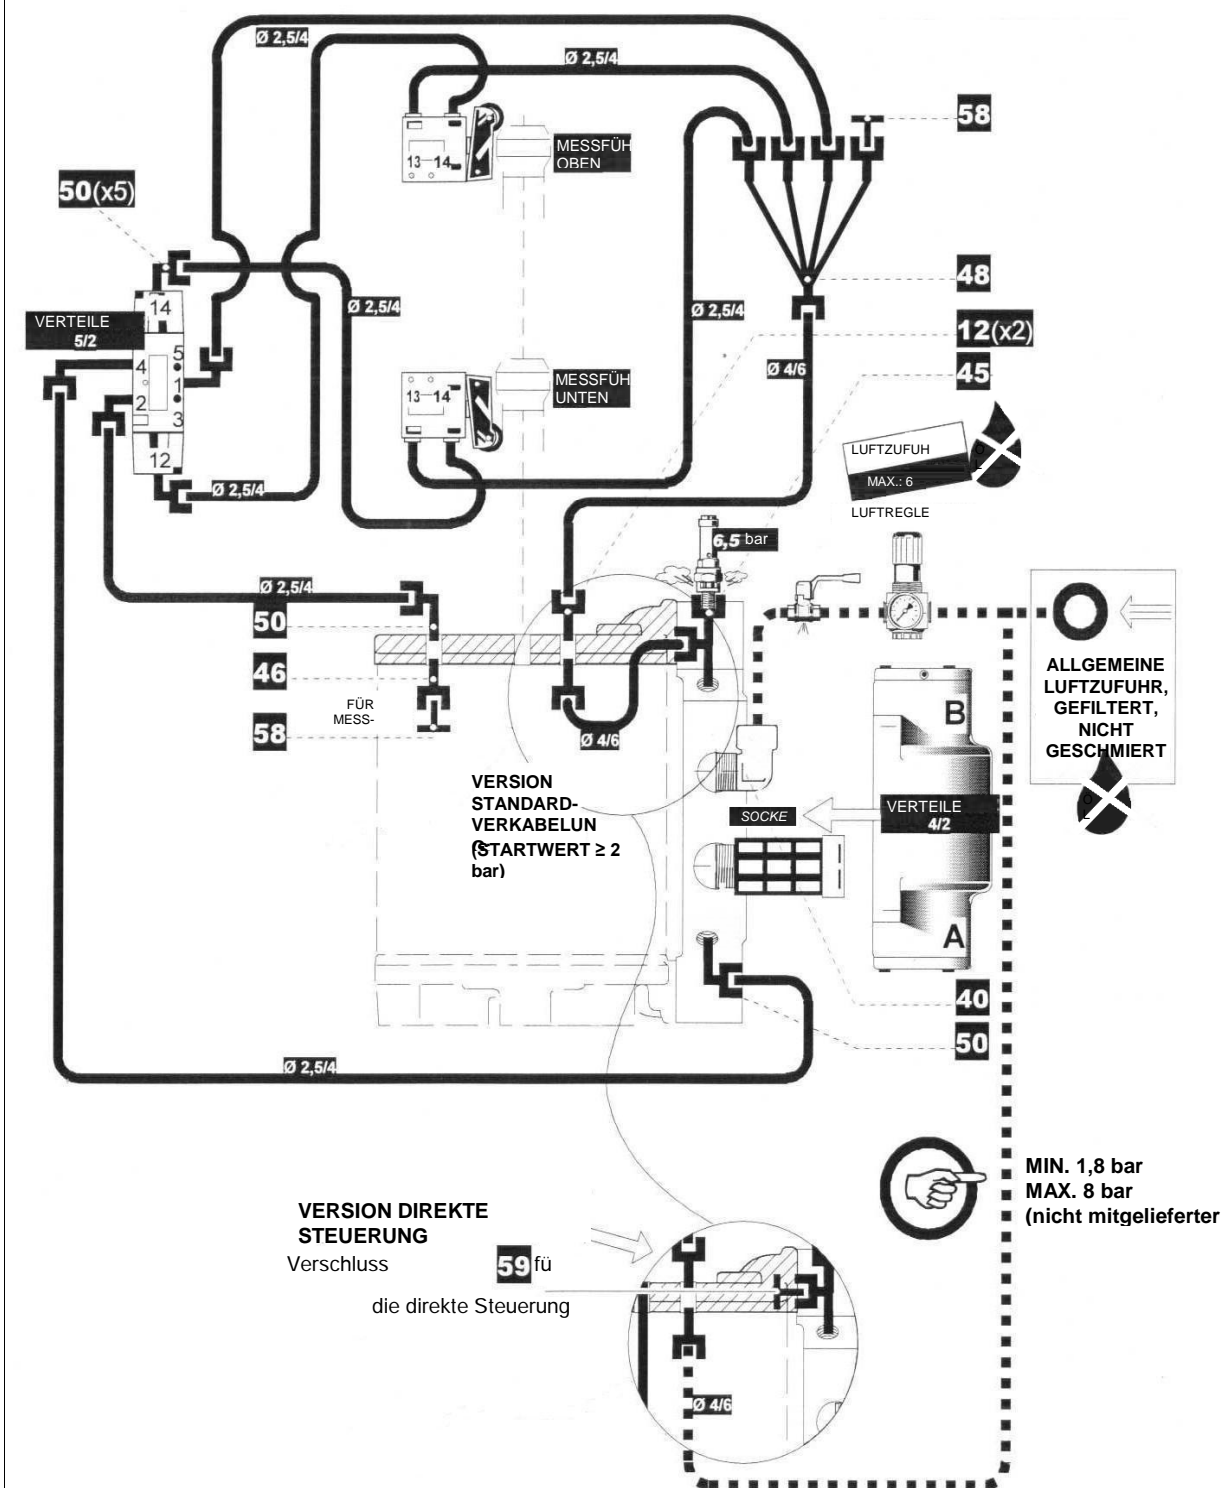 Ø 2,5/4
Ø 2,5/4
58
MESSFÜH
OBEN
13 14
50(x5)
48
14
Ø 2,5/4
Ø 2,5/4
VERTEILE
5/2
12(x2)
5
4
1
2
3
MESSFÜH
UNTEN
13 14
Ø 4/6
45
12
Ø 2,5/4
LUFTZUFUH
MAX.: 6
LUFTREGLE
Ö
L
6,5 bar
Ø 2,5/4
50
46
FÜR
MESS-
58
Ø 4/6
ALLGEMEINE
LUFTZUFUHR,
GEFILTERT,
NICHT
GESCHMIERT
Ö
L
B
VERSION
STANDARD-
VERKABELUN
(STARTWERT ≥ 2
bar)
SOCKE
VERTEILE
4/2
A
40
50
Ø 2,5/4
MIN. 1,8 bar
MAX. 8 bar
(nicht mitgelieferter
VERSION DIREKTE
STEUERUNG
Verschluss 59 fü
die direkte Steuerung
Ø 4/6